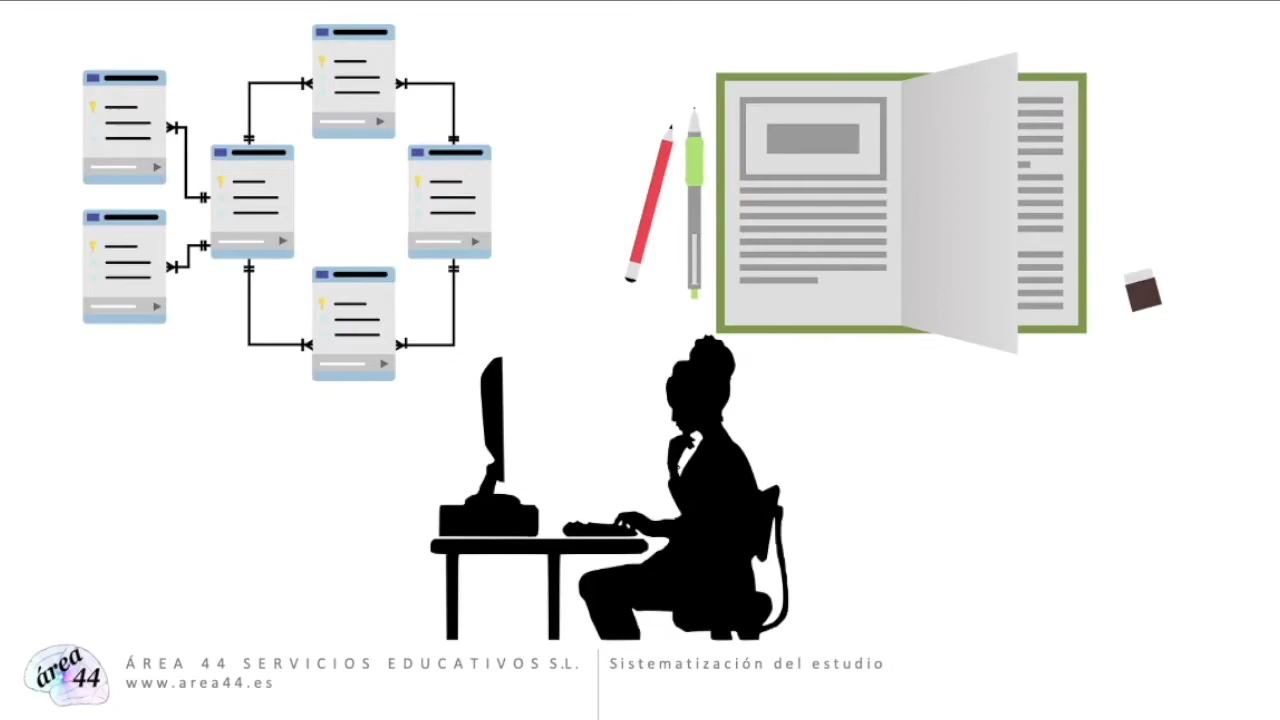 área
44
ÁREA 44 SERVICIOS EDUCATIVOS S.L.
www.area44.es
Sistematización del estudio